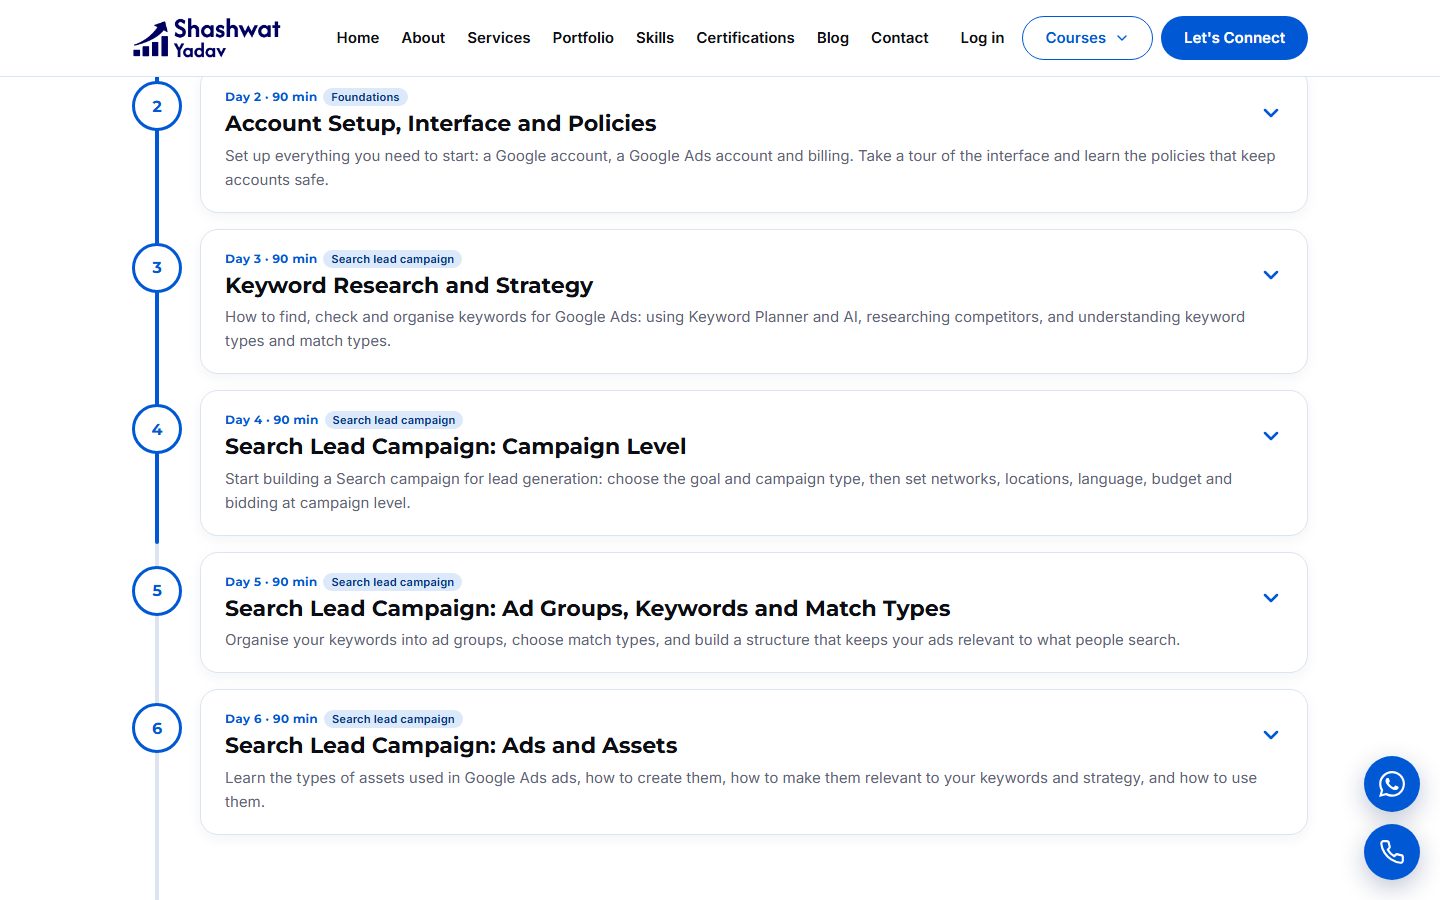 Shashwat
Yadav
Home About Services Portfolio Skills Certifications Blog Contact Log in Courses Let's Connect
2
Day 2 · 90 min Foundations
Account Setup, Interface and Policies
Set up everything you need to start: a Google account, a Google Ads account and billing. Take a tour of the interface and learn the policies that keep
accounts safe.
3
Day 3 · 90 min Search lead campaign
Keyword Research and Strategy
How to find, check and organise keywords for Google Ads: using Keyword Planner and AI, researching competitors, and understanding keyword
types and match types.
4
Day 4 · 90 min Search lead campaign
Search Lead Campaign: Campaign Level
Start building a Search campaign for lead generation: choose the goal and campaign type, then set networks, locations, language, budget and
bidding at campaign level.
5
Day 5 · 90 min Search lead campaign
Search Lead Campaign: Ad Groups, Keywords and Match Types
Organise your keywords into ad groups, choose match types, and build a structure that keeps your ads relevant to what people search.
6
Day 6 · 90 min Search lead campaign
Search Lead Campaign: Ads and Assets
Learn the types of assets used in Google Ads ads, how to create them, how to make them relevant to your keywords and strategy, and how to use
them.